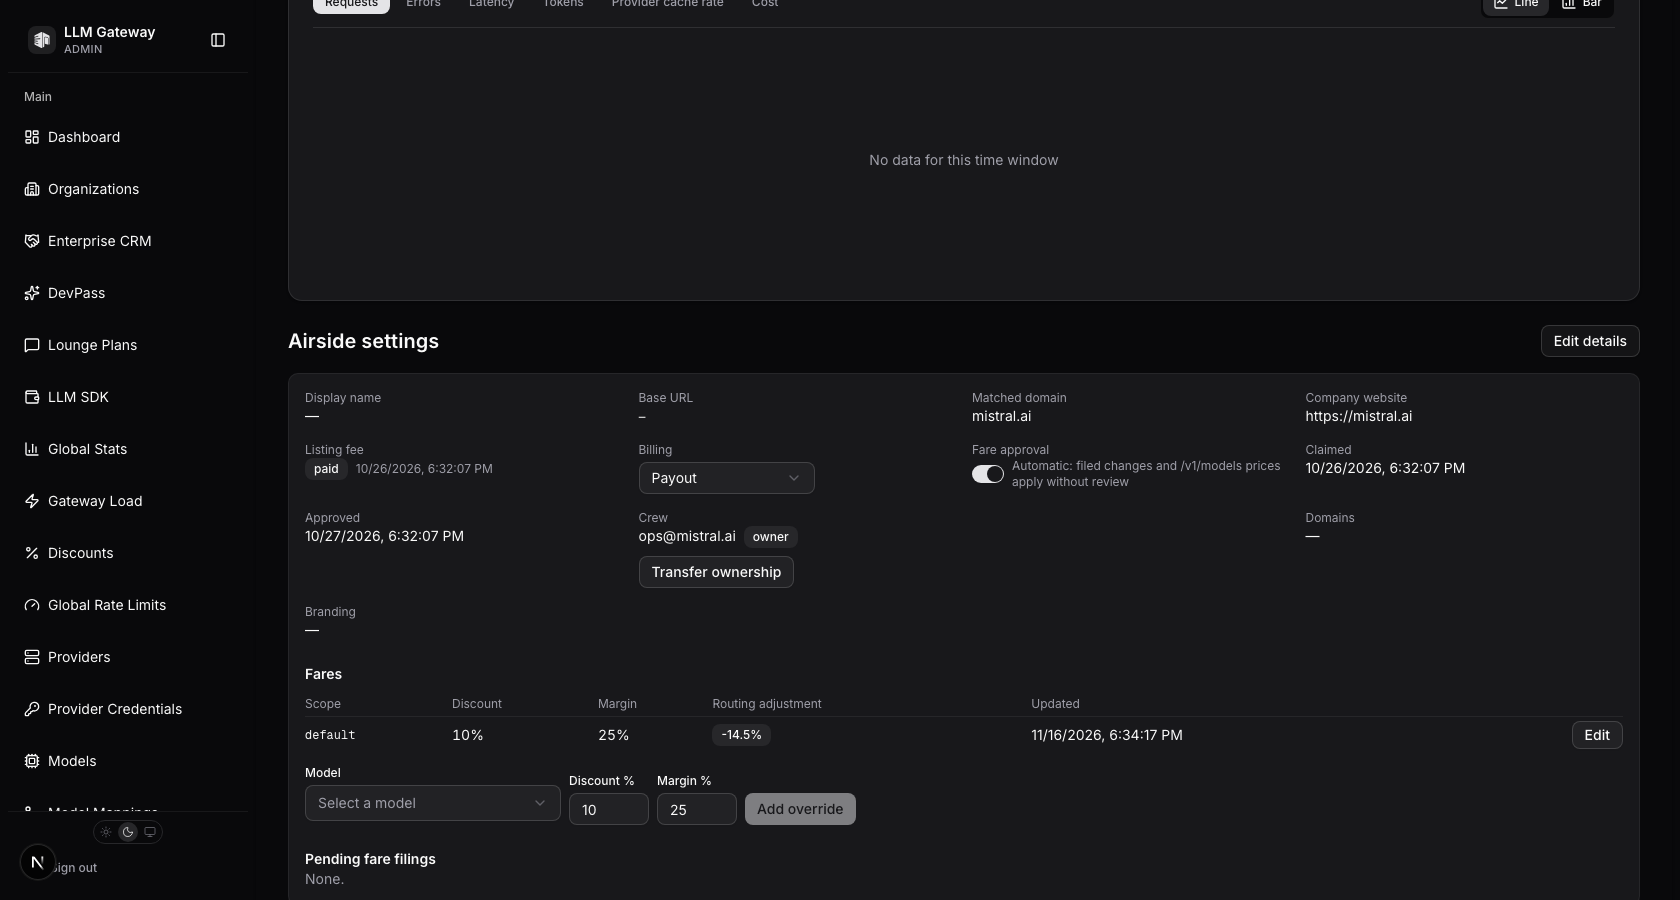 LLM Gateway
ADMIN
Main
Dashboard
Organizations
Enterprise CRM
DevPass
Lounge Plans
LLM SDK
Global Stats
Gateway Load
Discounts
Global Rate Limits
Providers
Provider Credentials
Models
Model Mappings
N
ign out
Requests Errors Latency Tokens Provider cache rate Cost Line Bar
No data for this time window
Airside settings Edit details
Display name Base URL Matched domain Company website
— – mistral.ai https://mistral.ai
Listing fee Billing Fare approval Claimed
paid 10/26/2026, 6:32:07 PM Payout Automatic: filed changes and /v1/models prices 10/26/2026, 6:32:07 PM
apply without review
Approved Crew Domains
10/27/2026, 6:32:07 PM ops@mistral.ai owner —
Transfer ownership
Branding
—
Fares
Scope Discount Margin Routing adjustment Updated
default 10% 25% -14.5% 11/16/2026, 6:34:17 PM Edit
Model Discount % Margin %
Select a model 10 25 Add override
Pending fare filings
None.